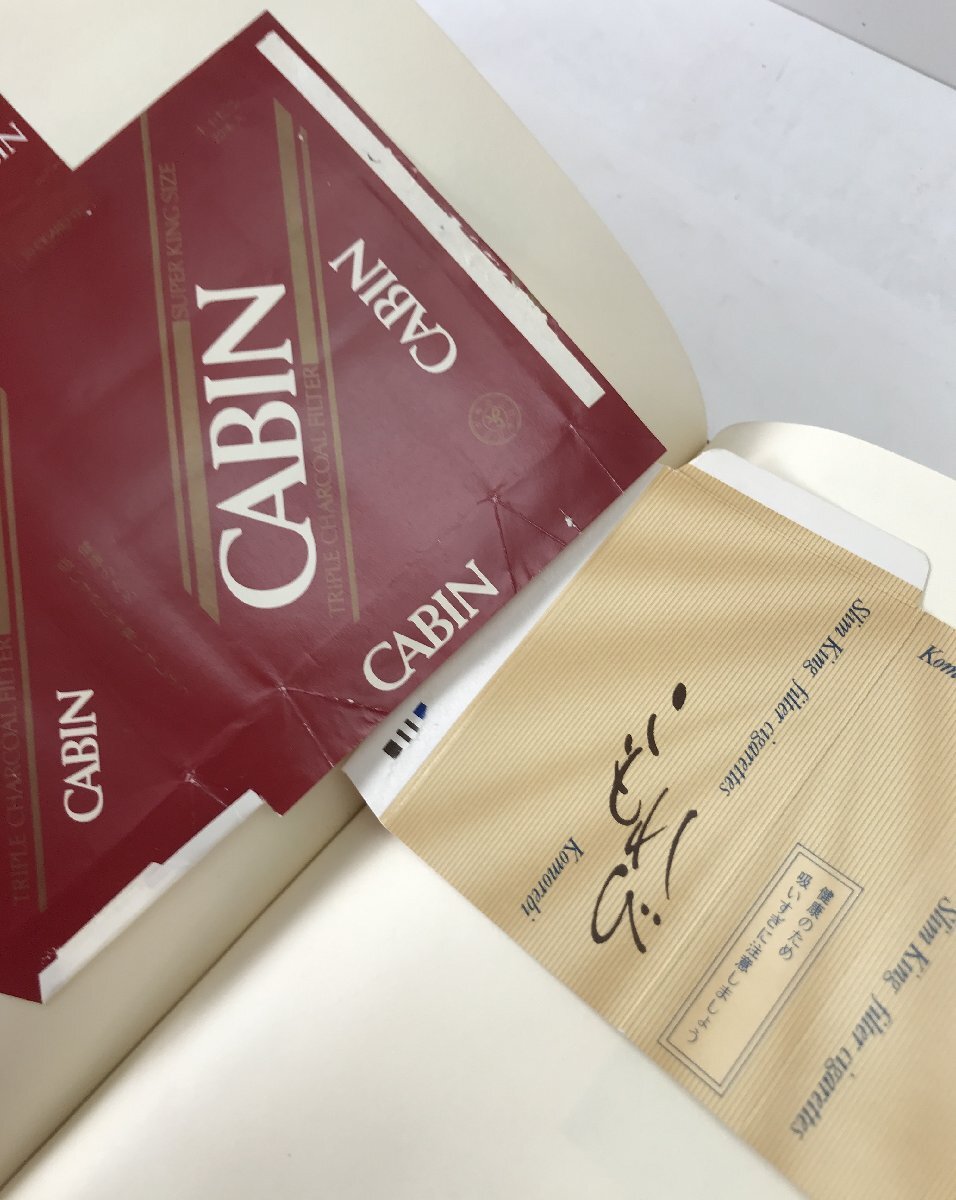 CABIN
SUPER KING SIZE
CABIN
TRIPLE CHARCOAL FILTER
CABIN
CABIN
TRIPLE CHARCOAL FILTER
Slim King filter cigarettes
こもれび
Komorebi
健康のため
吸いすぎに注意しましょう
Slim King filter cigarettes